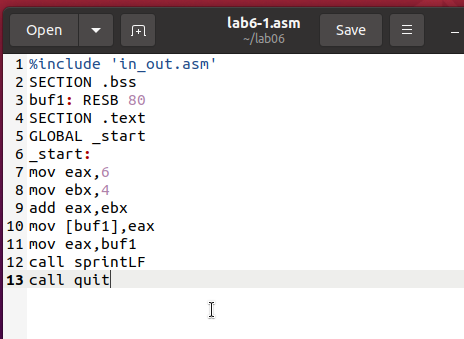 Open
lab6-1.asm
~/lab06
Save
1 %include 'in_out.asm'
2 SECTION .bss
3 buf1: RESB 80
4 SECTION .text
5 GLOBAL _start
6 _start:
7 mov eax,6
8 mov ebx,4
9 add eax,ebx
10 mov [buf1],eax
11 mov eax,buf1
12 call sprintLF
13 call quit